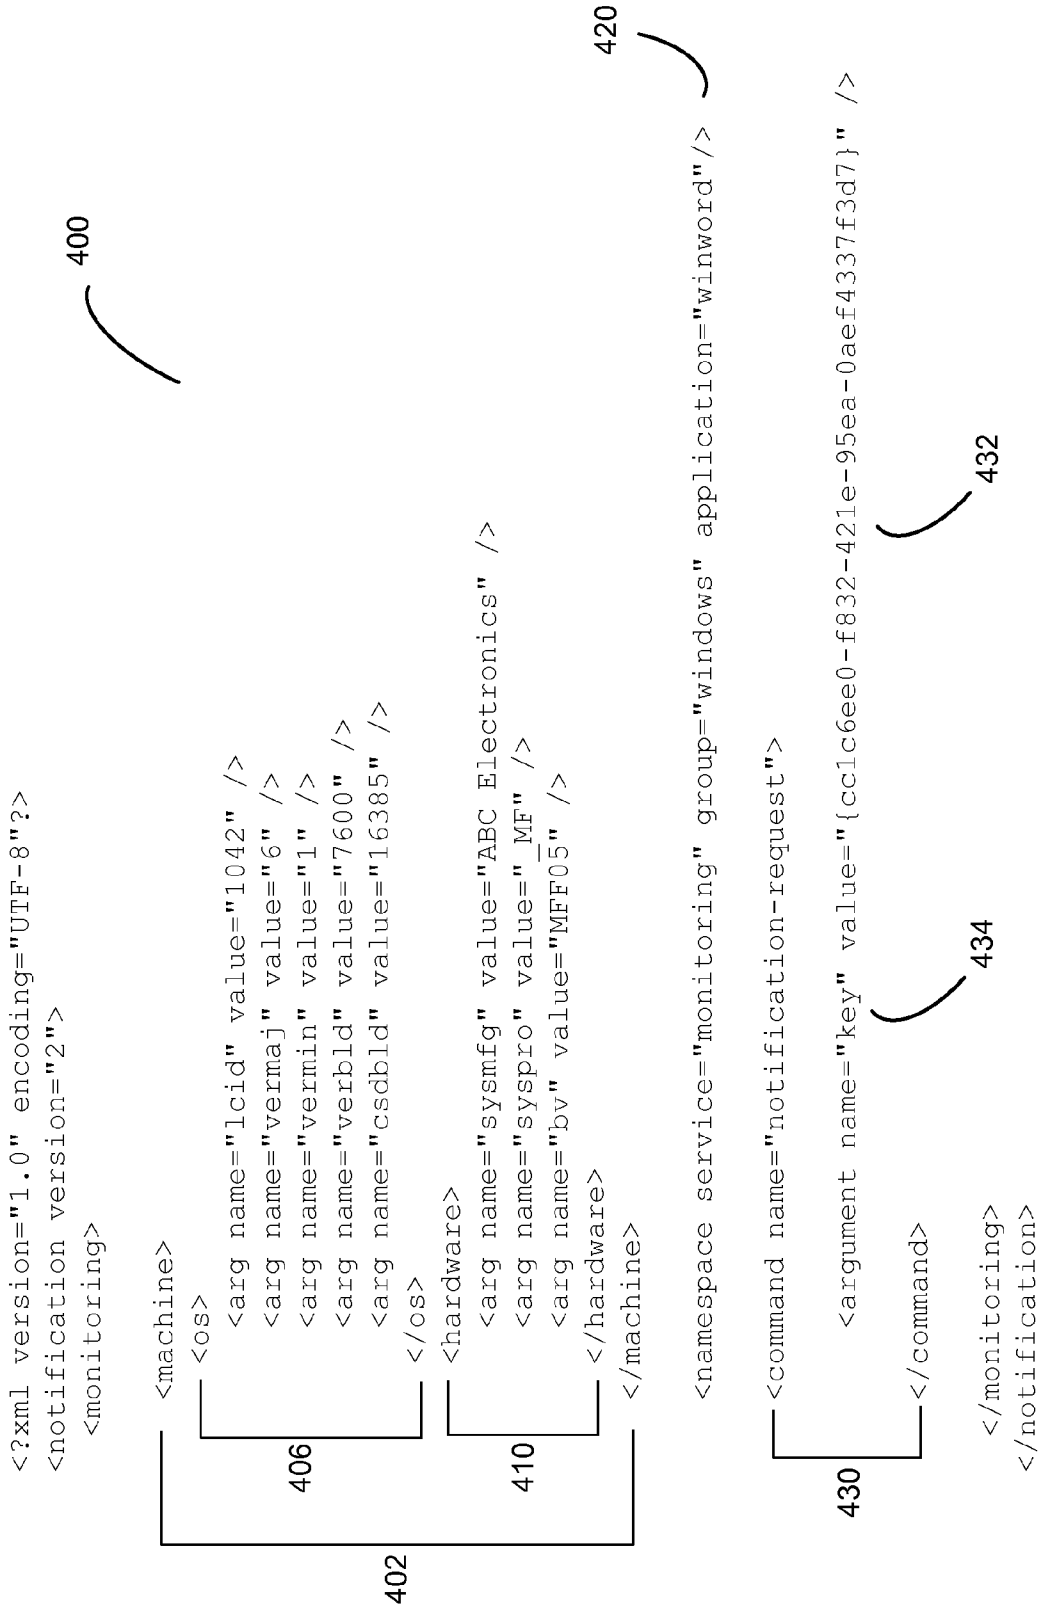 <?xml version="1.0" encoding="UTF-8"?>
<notification version="2">
<monitoring>
400
<machine>
<os>
<arg name="lcid" value="1042" />
<arg name="vermaj" value="6" />
<arg name="vermin" value="1" />
<arg name="verbld" value="7600" />
<arg name="csdbld" value="16385" />
</os>
406
<hardware>
<arg name="sysmfg" value="ABC Electronics" />
<arg name="syspro" value="_MF" />
<arg name="bv" value="MFF05" />
</hardware>
410
</machine>
402
420
<namespace service="monitoring" group="windows" application="winword"/>
<command name="notification-request">
<argument name="key" value="{cc1c6ee0-f832-421e-95ea-0aef4337f3d7}" />
</command>
430
434
432
</monitoring>
</notification>